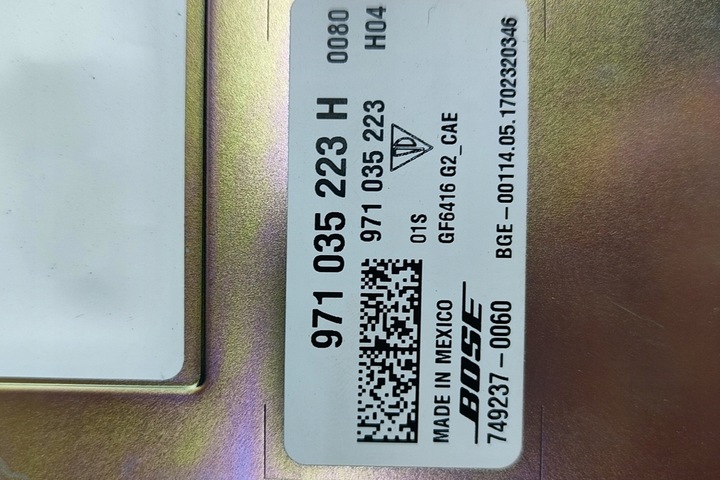 971 035 223 H 0080
971 035 223 H04
01S
GF6416 G2_CAE
MADE IN MEXICO
BOSE
749237-0060 BGE-00114.05.1702320346